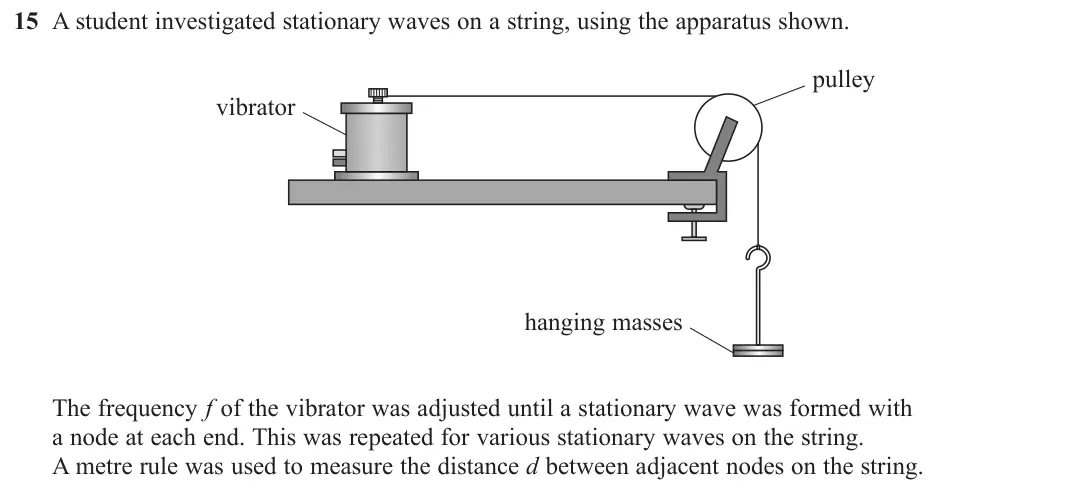 15 A student investigated stationary waves on a string, using the apparatus shown.
pulley
vibrator
hanging masses
The frequency f of the vibrator was adjusted until a stationary wave was formed with
a node at each end. This was repeated for various stationary waves on the string.
A metre rule was used to measure the distance d between adjacent nodes on the string.